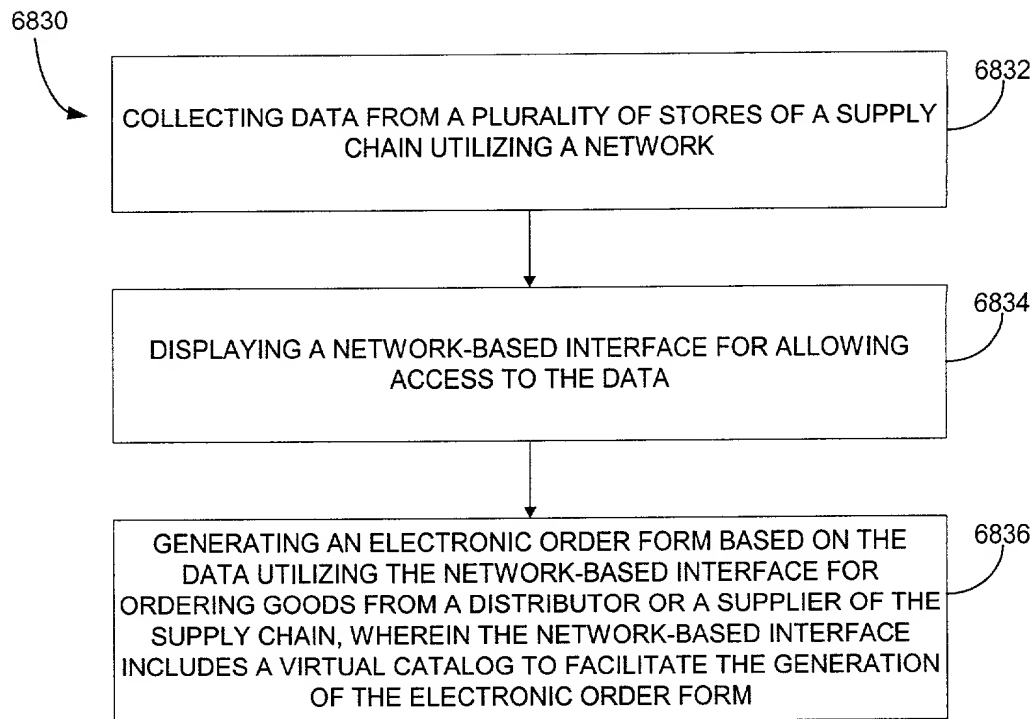 6830
6832
COLLECTING DATA FROM A PLURALITY OF STORES OF A SUPPLY
CHAIN UTILIZING A NETWORK
6834
DISPLAYING A NETWORK-BASED INTERFACE FOR ALLOWING
ACCESS TO THE DATA
6836
GENERATING AN ELECTRONIC ORDER FORM BASED ON THE
DATA UTILIZING THE NETWORK-BASED INTERFACE FOR
ORDERING GOODS FROM A DISTRIBUTOR OR A SUPPLIER OF THE
SUPPLY CHAIN, WHEREIN THE NETWORK-BASED INTERFACE
INCLUDES A VIRTUAL CATALOG TO FACILITATE THE GENERATION
OF THE ELECTRONIC ORDER FORM